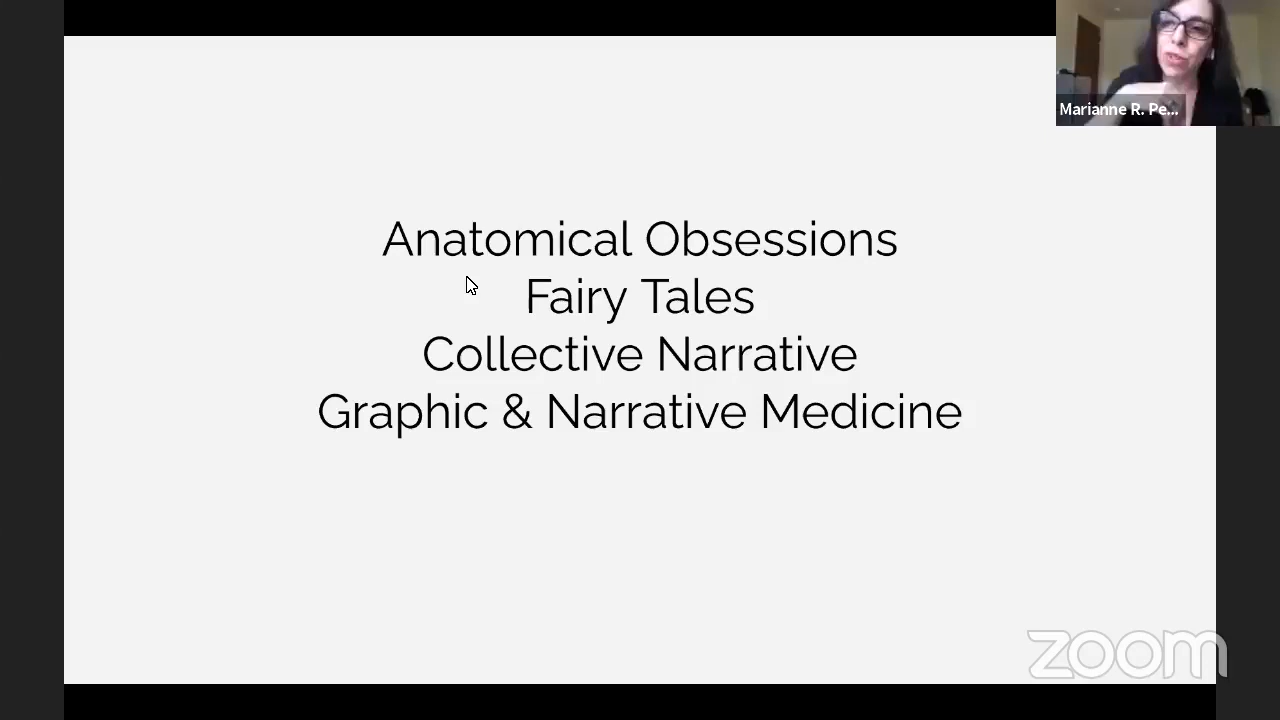 Marianne R. Pe...
Anatomical Obsessions
Fairy Tales
Collective Narrative
Graphic & Narrative Medicine
zoom